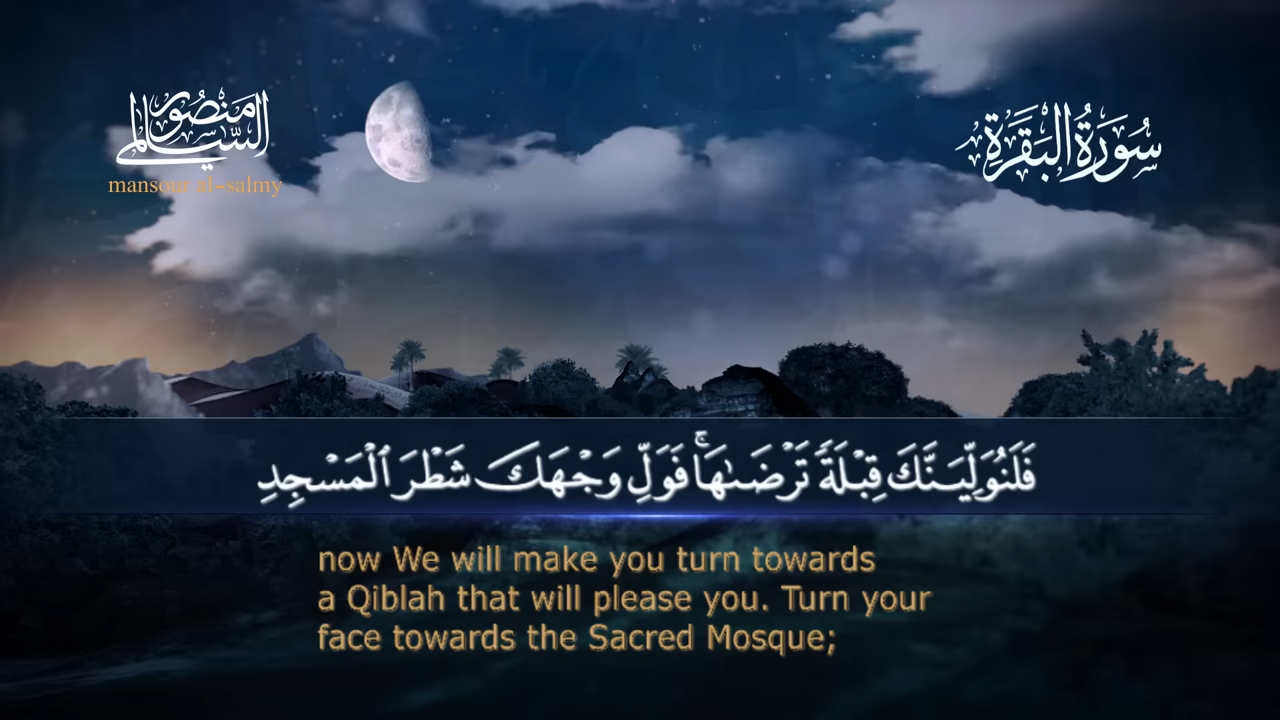 منصور السالمي
mansour al-salmy
سُورَةُ البَقَرَةِ
فَلَنُوَلِّيَنَّكَ قِبْلَةً تَرْضَىٰهَا ۚ فَوَلِّ وَجْهَكَ شَطْرَ ٱلْمَسْجِدِ
now We will make you turn towards
a Qiblah that will please you. Turn your
face towards the Sacred Mosque;